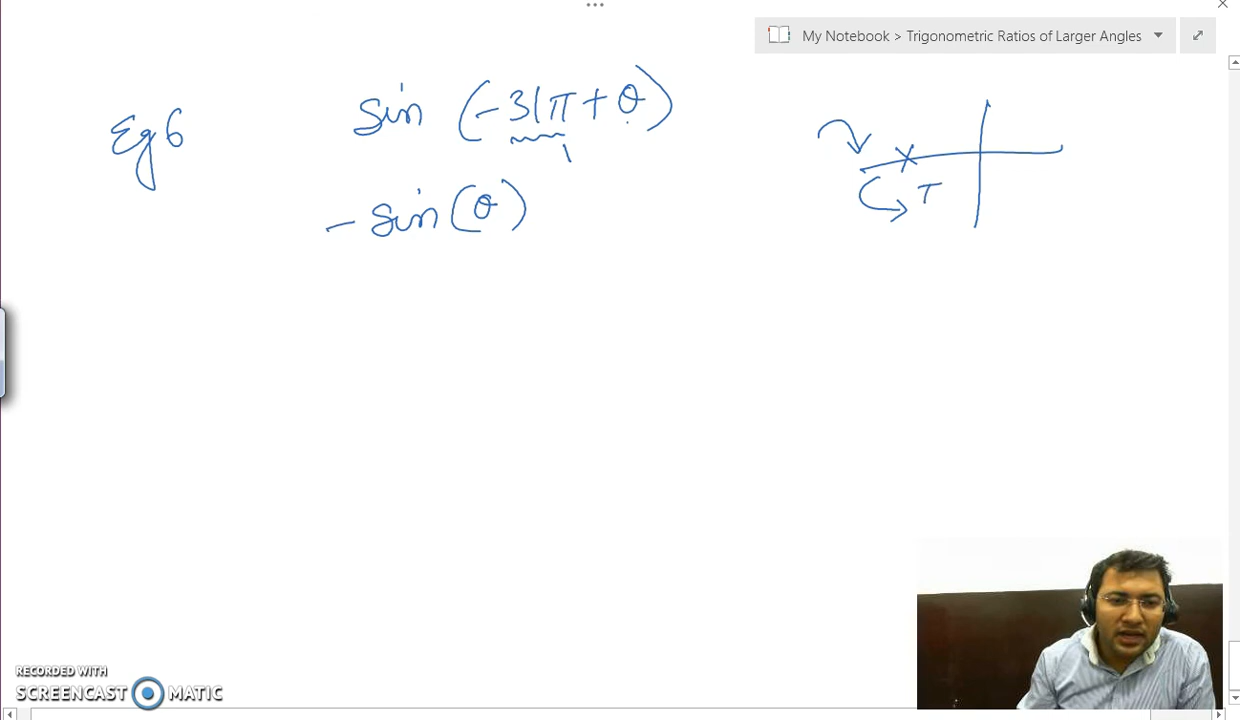 My Notebook > Trigonometric Ratios of Larger Angles
Eg 6
sin (-31π + θ)
- sin (θ)
T
RECORDED WITH
SCREENCAST MATIC